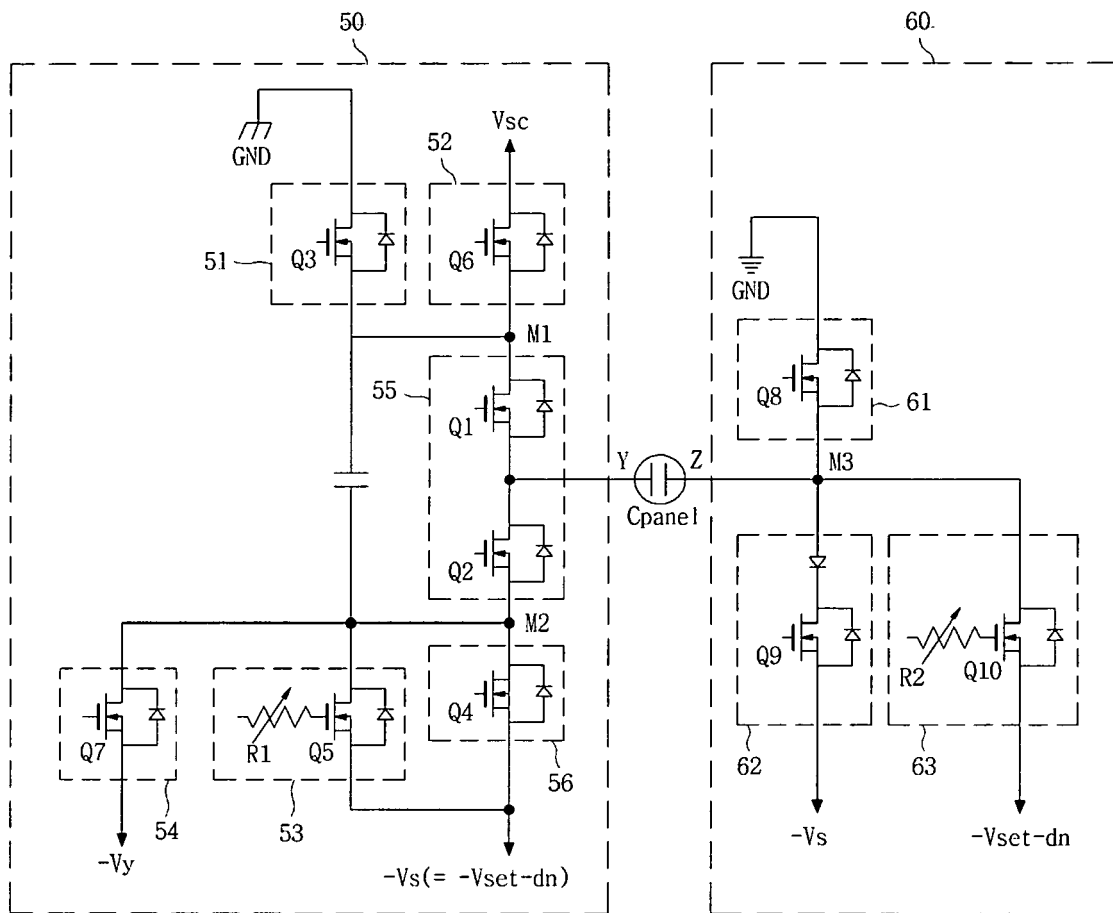 50
60
Vsc
GND
52
51
Q3
Q6
GND
M1
55
Q8
61
Q1
Y
Z
M3
Cpanel
Q2
M2
Q9
R2
Q10
Q7
R1
Q5
Q4
54
53
56
62
63
-Vy
-Vs(= -Vset-dn)
-Vs
-Vset-dn